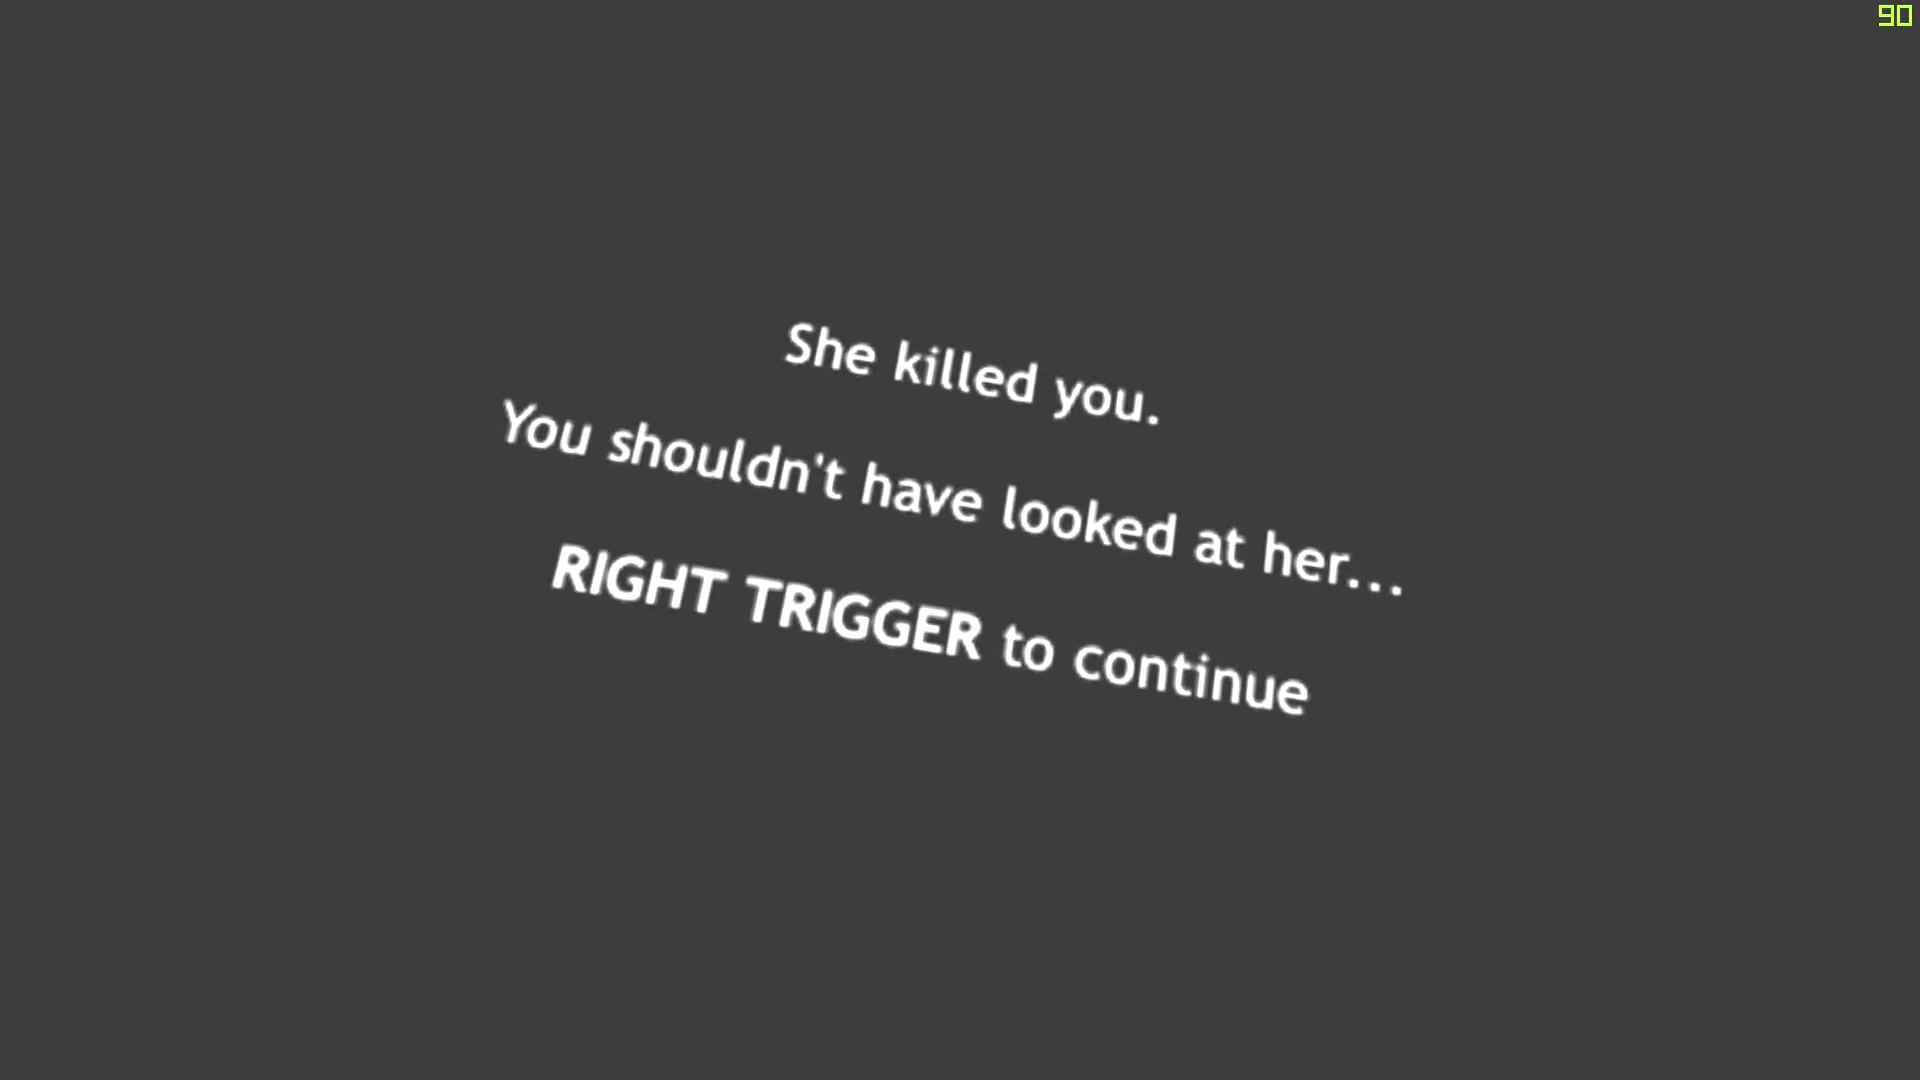 90
She killed you.
You shouldn't have looked at her...
RIGHT TRIGGER to continue